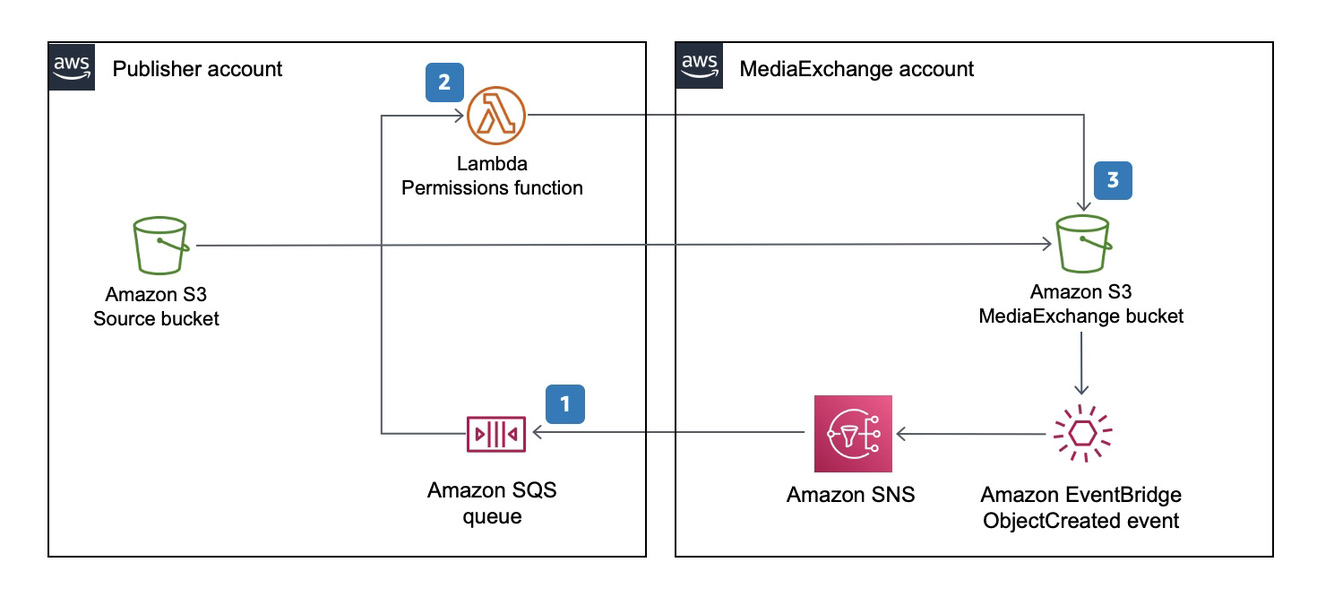 aws
Publisher account
aws
MediaExchange account
2
Lambda
Permissions function
3
Amazon S3
Source bucket
Amazon S3
MediaExchange bucket
1
Amazon SQS
queue
Amazon SNS
Amazon EventBridge
ObjectCreated event